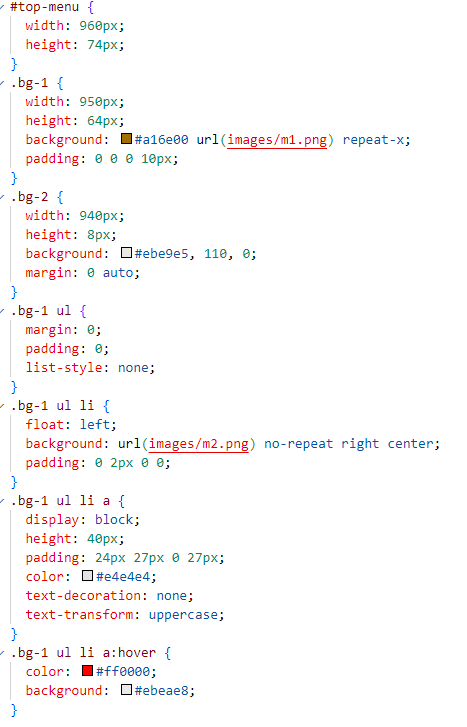 #top-menu {
width: 960px;
height: 74px;
}
.bg-1 {
width: 950px;
height: 64px;
background: #a16e00 url(images/m1.png) repeat-x;
padding: 0 0 0 10px;
}
.bg-2 {
width: 940px;
height: 8px;
background: #ebe9e5, 110, 0;
margin: 0 auto;
}
.bg-1 ul {
margin: 0;
padding: 0;
list-style: none;
}
.bg-1 ul li {
float: left;
background: url(images/m2.png) no-repeat right center;
padding: 0 2px 0 0;
}
.bg-1 ul li a {
display: block;
height: 40px;
padding: 24px 27px 0 27px;
color: #e4e4e4;
text-decoration: none;
text-transform: uppercase;
}
.bg-1 ul li a:hover {
color: #ff0000;
background: #ebeae8;
}